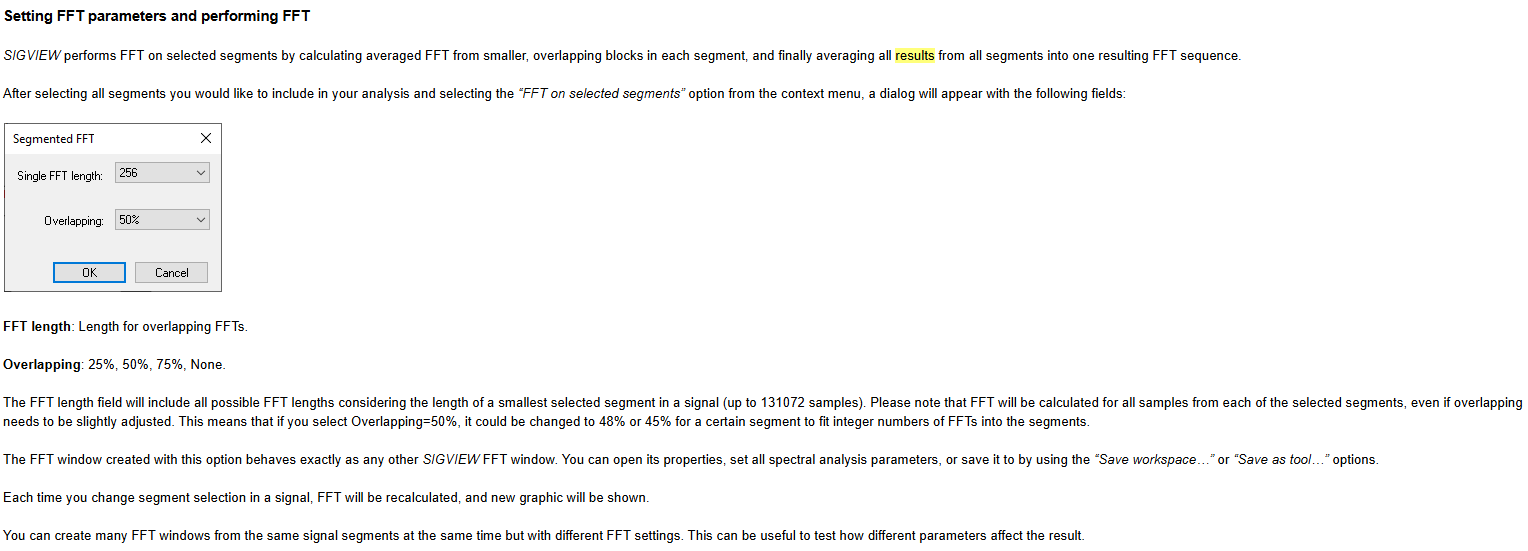 Setting FFT parameters and performing FFT
SIGVIEW performs FFT on selected segments by calculating averaged FFT from smaller, overlapping blocks in each segment, and finally averaging all results from all segments into one resulting FFT sequence.
After selecting all segments you would like to include in your analysis and selecting the “FFT on selected segments” option from the context menu, a dialog will appear with the following fields:
Segmented FFT
Single FFT length: 256
Overlapping: 50%
OK Cancel
FFT length: Length for overlapping FFTs.
Overlapping: 25%, 50%, 75%, None.
The FFT length field will include all possible FFT lengths considering the length of a smallest selected segment in a signal (up to 131072 samples). Please note that FFT will be calculated for all samples from each of the selected segments, even if overlapping
needs to be slightly adjusted. This means that if you select Overlapping=50%, it could be changed to 48% or 45% for a certain segment to fit integer numbers of FFTs into the segments.
The FFT window created with this option behaves exactly as any other SIGVIEW FFT window. You can open its properties, set all spectral analysis parameters, or save it to by using the “Save workspace…” or “Save as tool…” options.
Each time you change segment selection in a signal, FFT will be recalculated, and new graphic will be shown.
You can create many FFT windows from the same signal segments at the same time but with different FFT settings. This can be useful to test how different parameters affect the result.